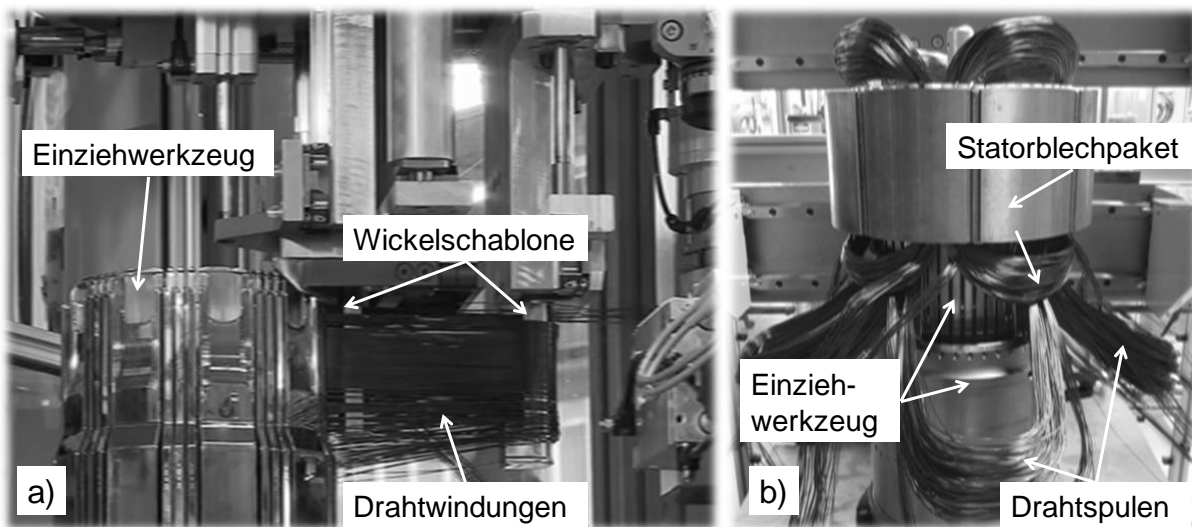 Einziehwerkzeug
Wickelschablone
Drahtwindungen
a)
Statorblechpaket
Einzieh-
werkzeug
Drahtspulen
b)